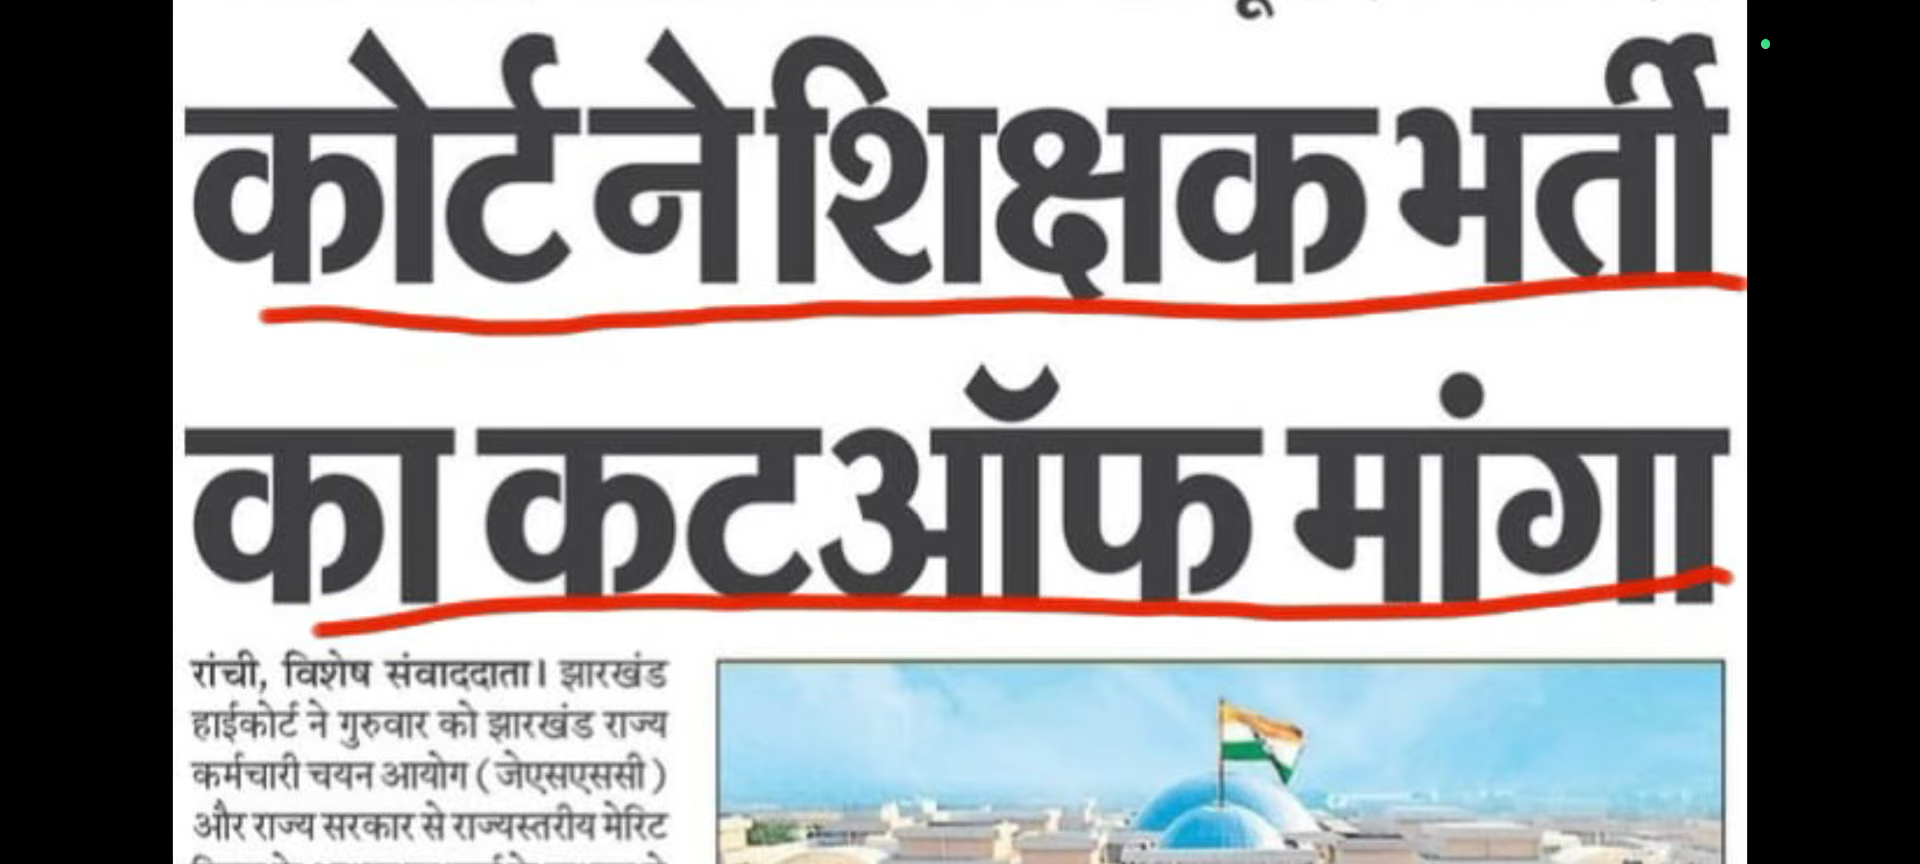 कोर्ट ने शिक्षक भर्ती
का कटऑफ मांगा
रांची, विशेष संवाददाता। झारखंड
हाईकोर्ट ने गुरुवार को झारखंड राज्य
कर्मचारी चयन आयोग (जेएसएससी)
और राज्य सरकार से राज्यस्तरीय मेरिट